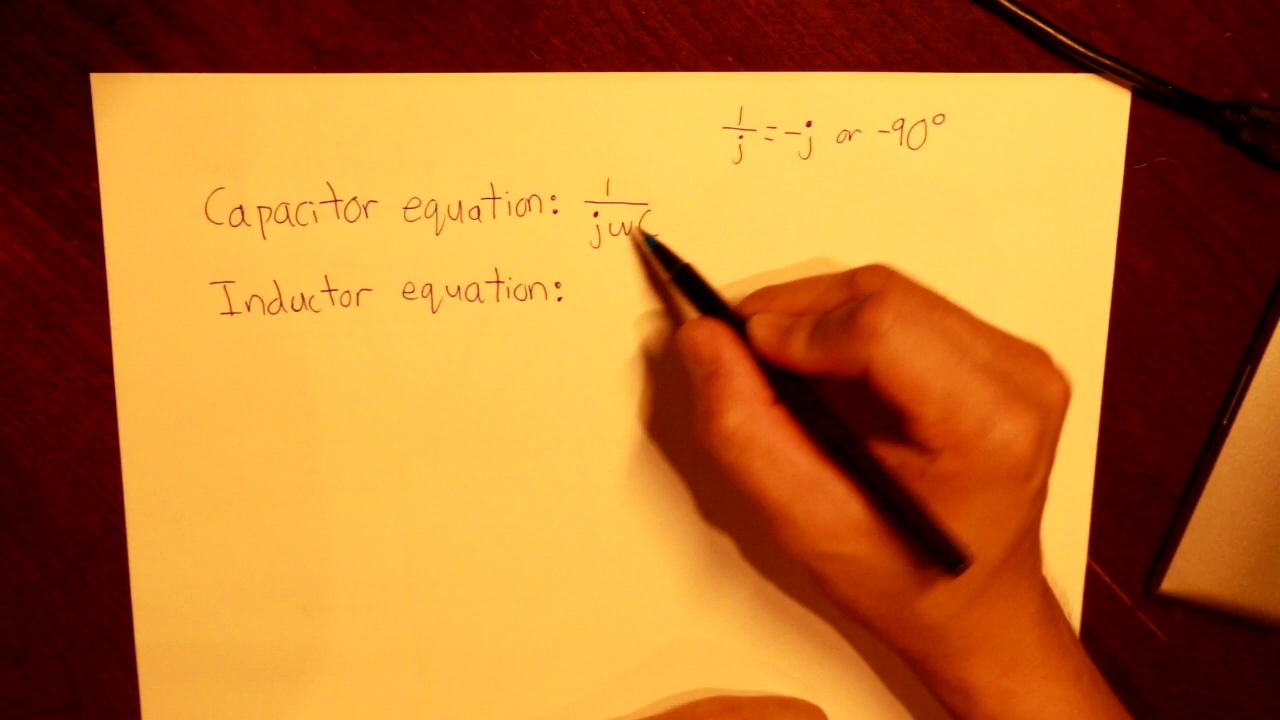 1/j = -j or -90°
Capacitor equation: 1/jωC
Inductor equation: